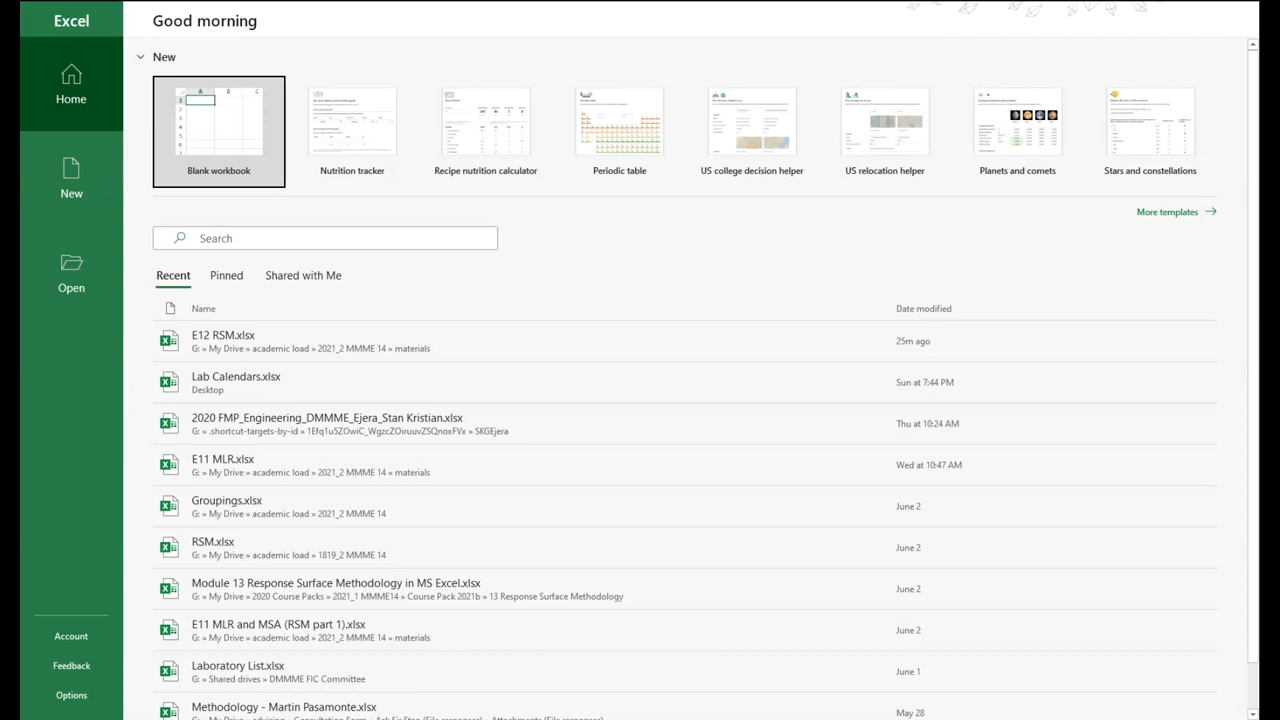 Excel
Good morning
Home
New
Open
Account
Feedback
Options
New
Blank workbook
Nutrition tracker
Recipe nutrition calculator
Periodic table
US college decision helper
US relocation helper
Planets and comets
Stars and constellations
More templates
Search
Recent Pinned Shared with Me
Name Date modified
E12 RSM.xlsx
G: » My Drive » academic load » 2021_2 MMME 14 » materials
25m ago
Lab Calendars.xlsx
Desktop
Sun at 7:44 PM
2020 FMP_Engineering_DMMME_Ejera_Stan Kristian.xlsx
G: » .shortcut-targets-by-id » 1Efq1u5ZOwiC_WgzcZOiruuvZSQnoxFVx » SKGEjera
Thu at 10:24 AM
E11 MLR.xlsx
G: » My Drive » academic load » 2021_2 MMME 14 » materials
Wed at 10:47 AM
Groupings.xlsx
G: » My Drive » academic load » 2021_2 MMME 14
June 2
RSM.xlsx
G: » My Drive » academic load » 1819_2 MMME 14
June 2
Module 13 Response Surface Methodology in MS Excel.xlsx
G: » My Drive » 2020 Course Packs » 2021_1 MMME14 » Course Pack 2021b » 13 Response Surface Methodology
June 2
E11 MLR and MSA (RSM part 1).xlsx
G: » My Drive » academic load » 2021_2 MMME 14 » materials
June 2
Laboratory List.xlsx
G: » Shared drives » DMMME FIC Committee
June 1
Methodology - Martin Pasamonte.xlsx
May 28